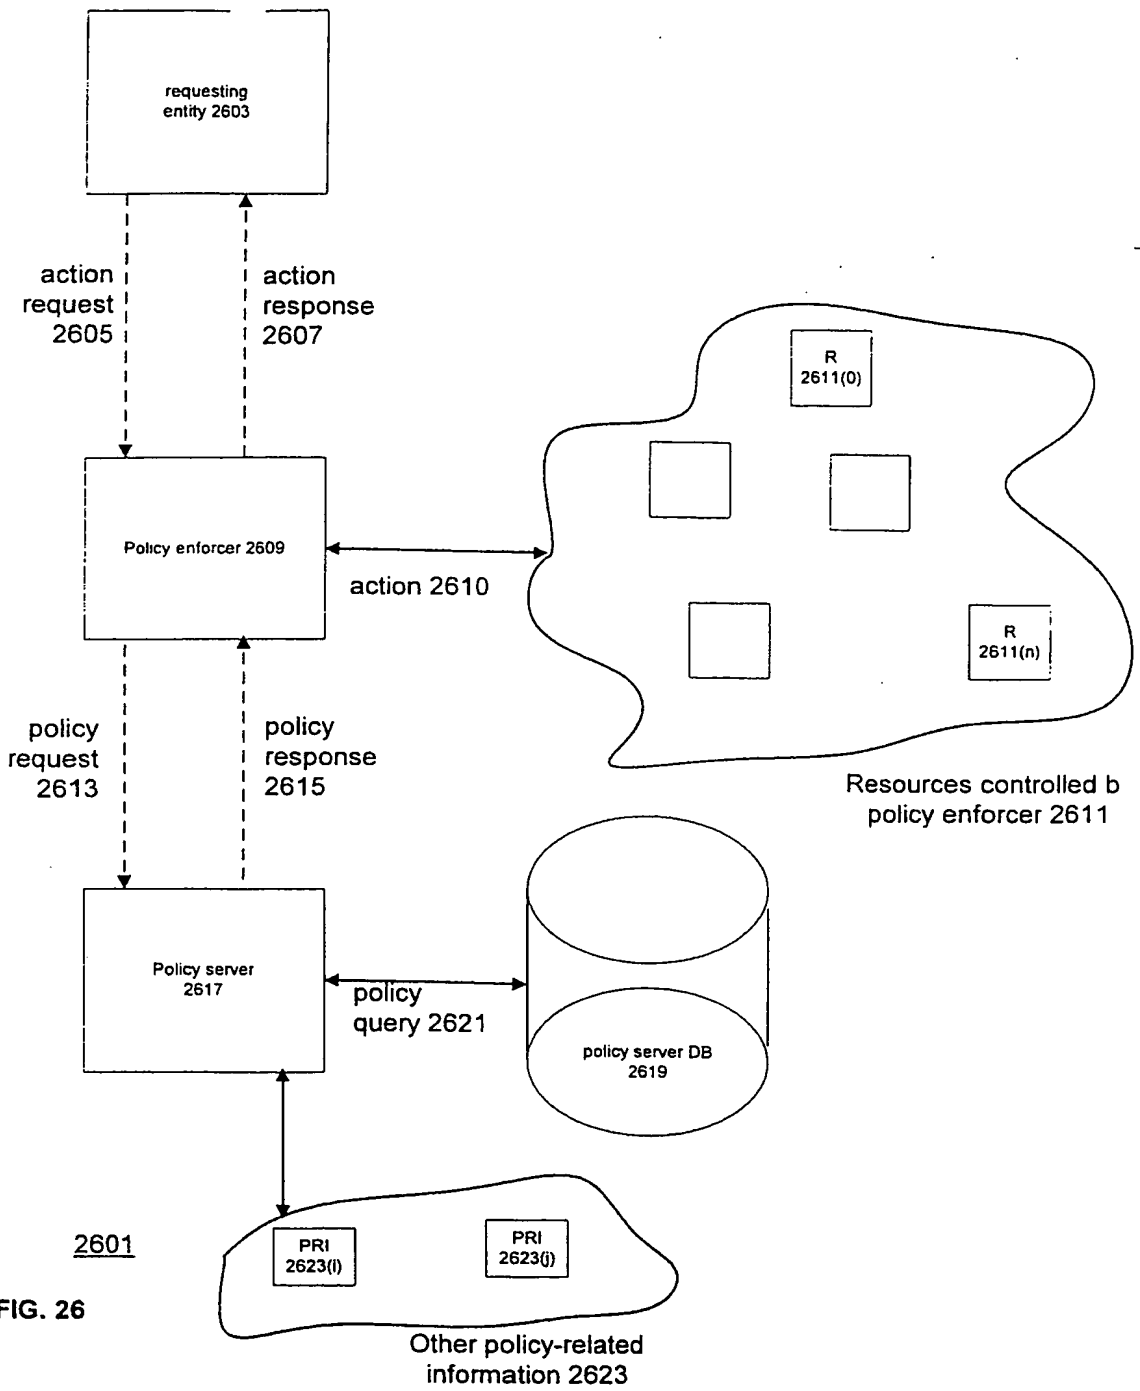 requesting
entity 2603
action
request
2605
action
response
2607
R
2611(0)
Policy enforcer 2609
action 2610
R
2611(n)
policy
request
2613
policy
response
2615
Resources controlled b
policy enforcer 2611
Policy server
2617
policy
query 2621
policy server DB
2619
2601
PRI
2623(i)
PRI
2623(j)
FIG. 26
Other policy-related
information 2623